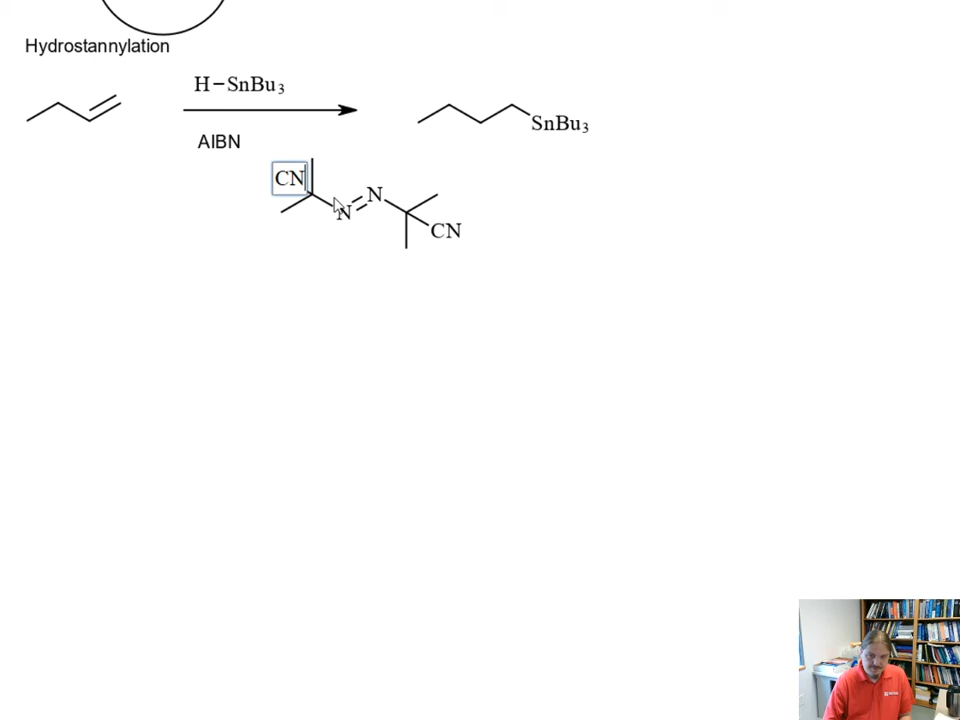 Hydrostannylation
H–SnBu3
SnBu3
AIBN
CN
N
N
CN